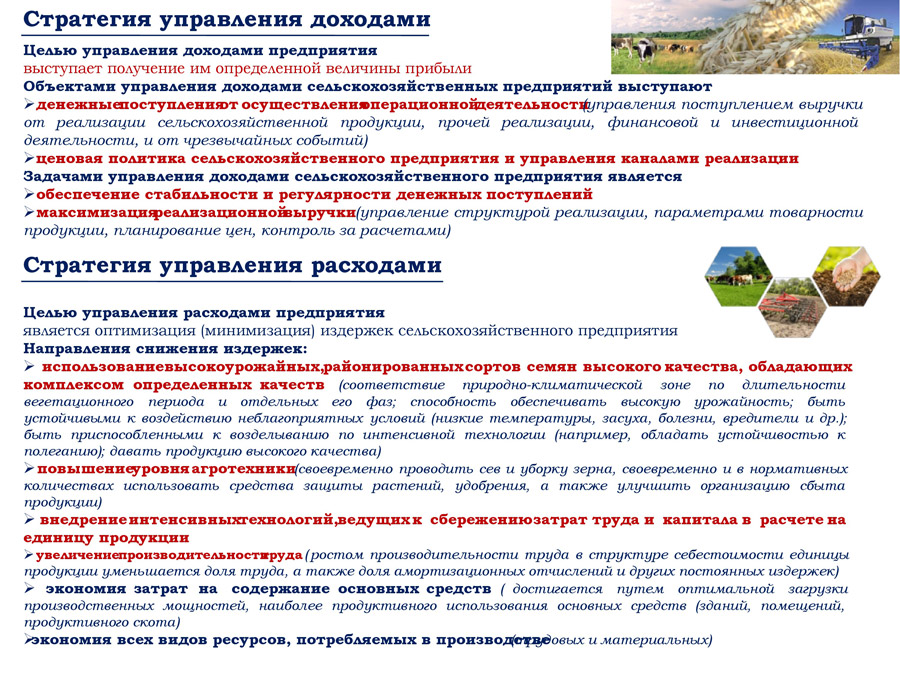 Стратегия управления доходами
Целью управления доходами предприятия
выступает получение им определенной величины прибыли
Объектами управления доходами сельскохозяйственных предприятий выступают
➢денежные поступления от осуществления операционной деятельности (управления поступлением выручки
от реализации сельскохозяйственной продукции, прочей реализации, финансовой и инвестиционной
деятельности, и от чрезвычайных событий)
➢ценовая политика сельскохозяйственного предприятия и управления каналами реализации
Задачами управления доходами сельскохозяйственного предприятия является
➢обеспечение стабильности и регулярности денежных поступлений
➢максимизация реализационной выручки (управление структурой реализации, параметрами товарности
продукции, планирование цен, контроль за расчетами)
Стратегия управления расходами
Целью управления расходами предприятия
является оптимизация (минимизация) издержек сельскохозяйственного предприятия
Направления снижения издержек:
➢ использование высокоурожайных, районированных сортов семян высокого качества, обладающих
комплексом определенных качеств (соответствие природно-климатической зоне по длительности
вегетационного периода и отдельных его фаз; способность обеспечивать высокую урожайность; быть
устойчивыми к воздействию неблагоприятных условий (низкие температуры, засуха, болезни, вредители и др.);
быть приспособленными к возделыванию по интенсивной технологии (например, обладать устойчивостью к
полеганию); давать продукцию высокого качества)
➢повышение уровня агротехники (своевременно проводить сев и уборку зерна, своевременно и в нормативных
количествах использовать средства защиты растений, удобрения, а также улучшить организацию сбыта
продукции)
➢ внедрение интенсивных технологий, ведущих к сбережению затрат труда и капитала в расчете на
единицу продукции
➢увеличение производительности труда (ростом производительности труда в структуре себестоимости единицы
продукции уменьшается доля труда, а также доля амортизационных отчислений и других постоянных издержек)
➢ экономия затрат на содержание основных средств ( достигается путем оптимальной загрузки
производственных мощностей, наиболее продуктивного использования основных средств (зданий, помещений,
продуктивного скота)
➢экономия всех видов ресурсов, потребляемых в производстве (трудовых и материальных)